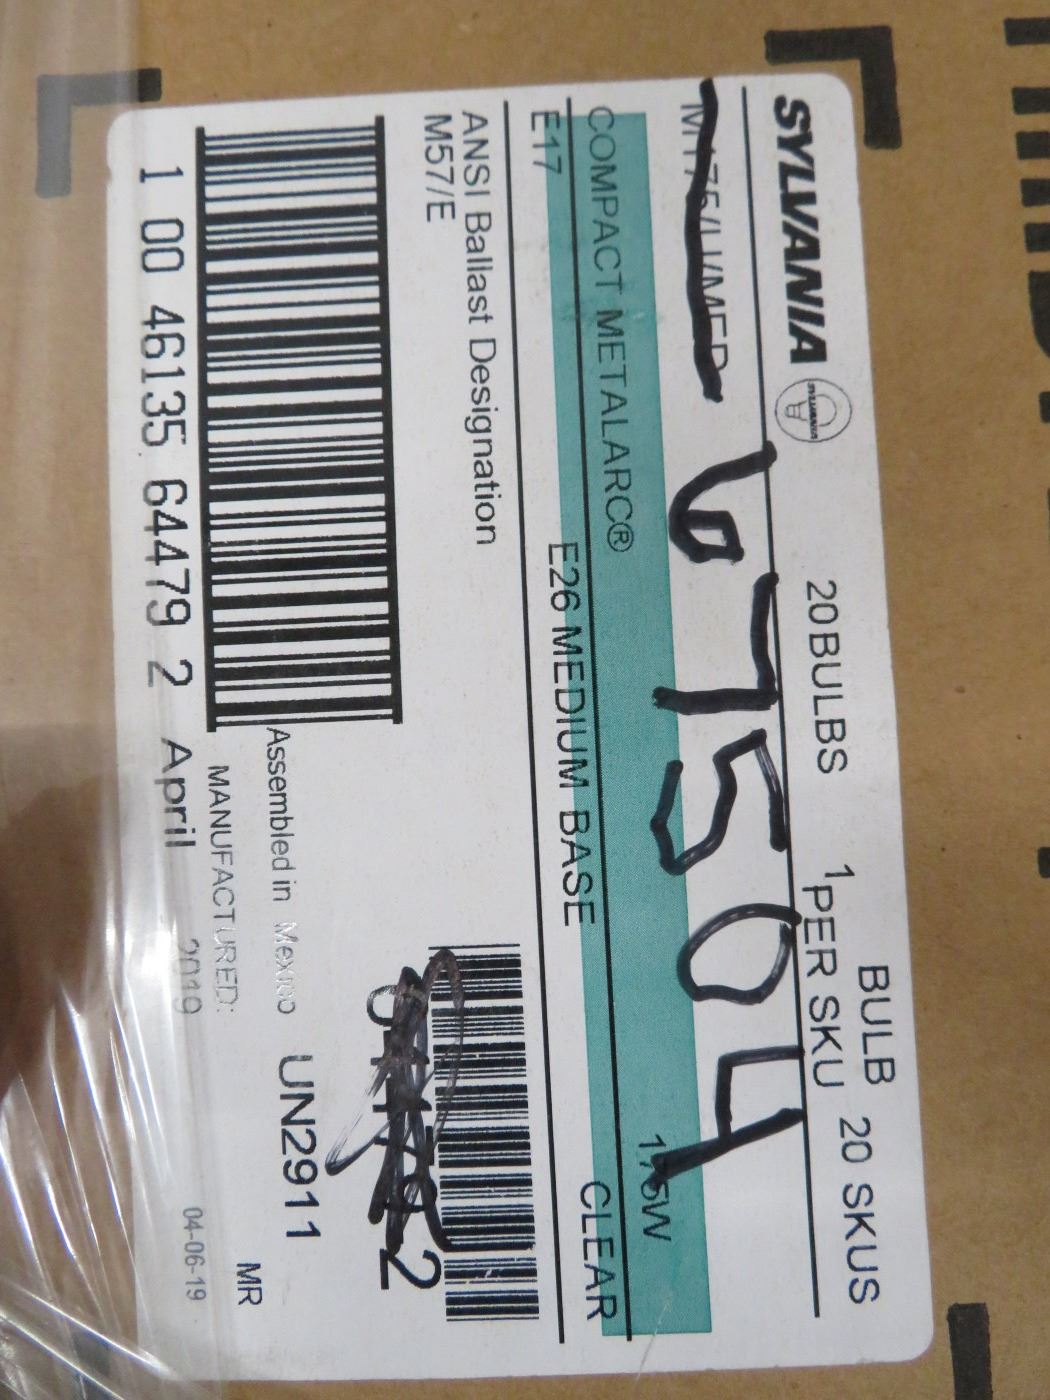 SYLVANIA
20BULBS
1
PER SKU
BULB
20 SKUS
67504
COMPACT METALARC®
E17
E26 MEDIUM BASE
CLEAR
ANSI Ballast Designation
M57/E
2
Assembled in Mexico
UN2911
MR
MANUFACTURED:
1 00 46135 64479 2
April
2019
04-06-19